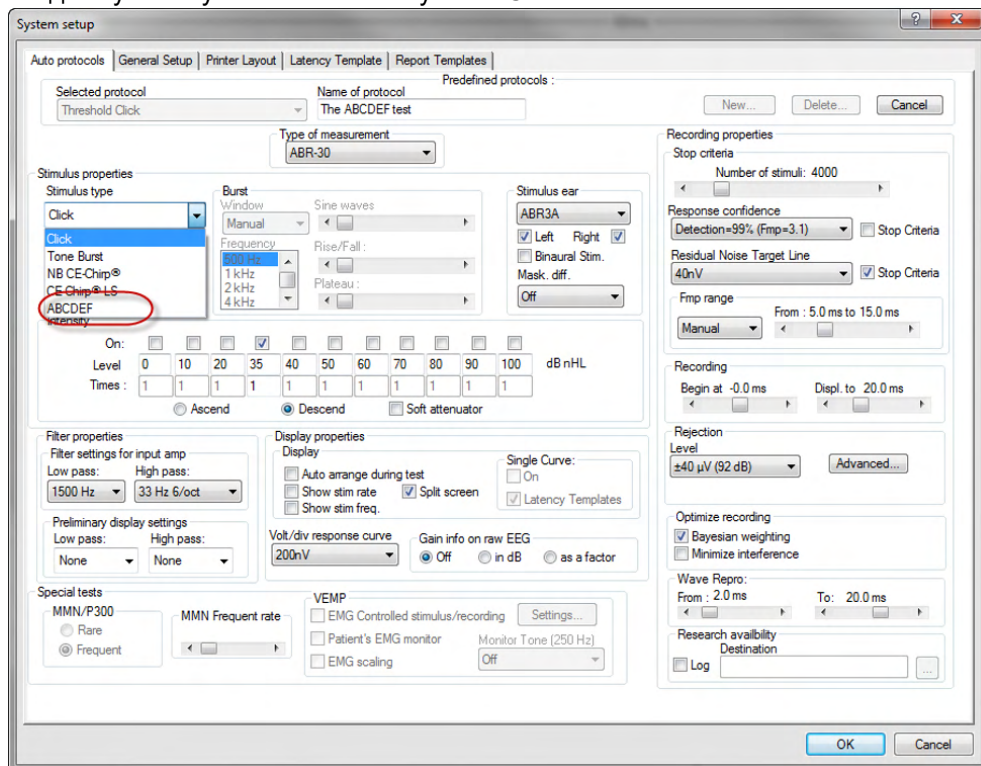 System setup
Auto protocols General Setup Printer Layout Latency Template Report Templates
Predefined protocols :
Selected protocol
Threshold Click
Name of protocol
The ABCDEF test
New... Delete... Cancel
Type of measurement
ABR-30
Stimulus properties
Stimulus type
Click
Click
Tone Burst
NB CE-Chirp®
CE-Chirp® LS
ABCDEF
Burst
Window
Manual
Sine waves
Frequency
500 Hz
1 kHz
2 kHz
4 kHz
Rise/Fall :
Plateau :
Stimulus ear
ABR3A
Left Right
Binaural Stim.
Mask. diff.
Off
Intensity
On:
Level 0 10 20 35 40 50 60 70 80 90 100 dB nHL
Times : 1 1 1 1 1 1 1 1 1 1 1
Ascend Descend Soft attenuator
Filter properties
Filter settings for input amp
Low pass: High pass:
1500 Hz 33 Hz 6/oct
Preliminary display settings
Low pass: High pass:
None None
Display properties
Display
Auto arrange during test
Show stim rate Split screen
Show stim freq.
Single Curve:
On
Latency Templates
Volt/div response curve
200nV
Gain info on raw EEG
Off in dB as a factor
Special tests
MMN/P300
Rare
Frequent
MMN Frequent rate
VEMP
EMG Controlled stimulus/recording Settings...
Patient's EMG monitor
EMG scaling
Monitor Tone (250 Hz)
Off
Recording properties
Stop criteria
Number of stimuli: 4000
Response confidence
Detection=99% (Fmp=3.1) Stop Criteria
Residual Noise Target Line
40nV Stop Criteria
Fmp range
From : 5.0 ms to 15.0 ms
Manual
Recording
Begin at -0.0 ms Displ. to 20.0 ms
Rejection
Level
±40 µV (92 dB) Advanced...
Optimize recording
Bayesian weighting
Minimize interference
Wave Repro:
From : 2.0 ms To: 20.0 ms
Research availbility
Destination
Log ...
OK Cancel